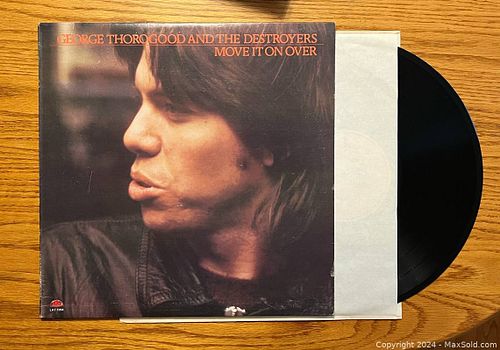 GEORGE THOROGOOD AND THE DESTROYERS
MOVE IT ON OVER
Copyright 2024 - MaxSold.com